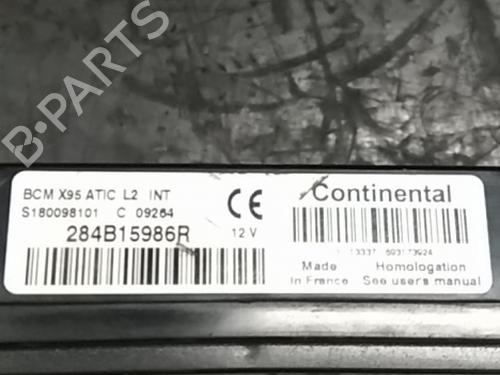 B-PARTS
BCM X95 ATIC L2 INT
S180098101 C 09264
284B15986R
12 V
CE
Continental
Made
in France
Homologation
See user's manual